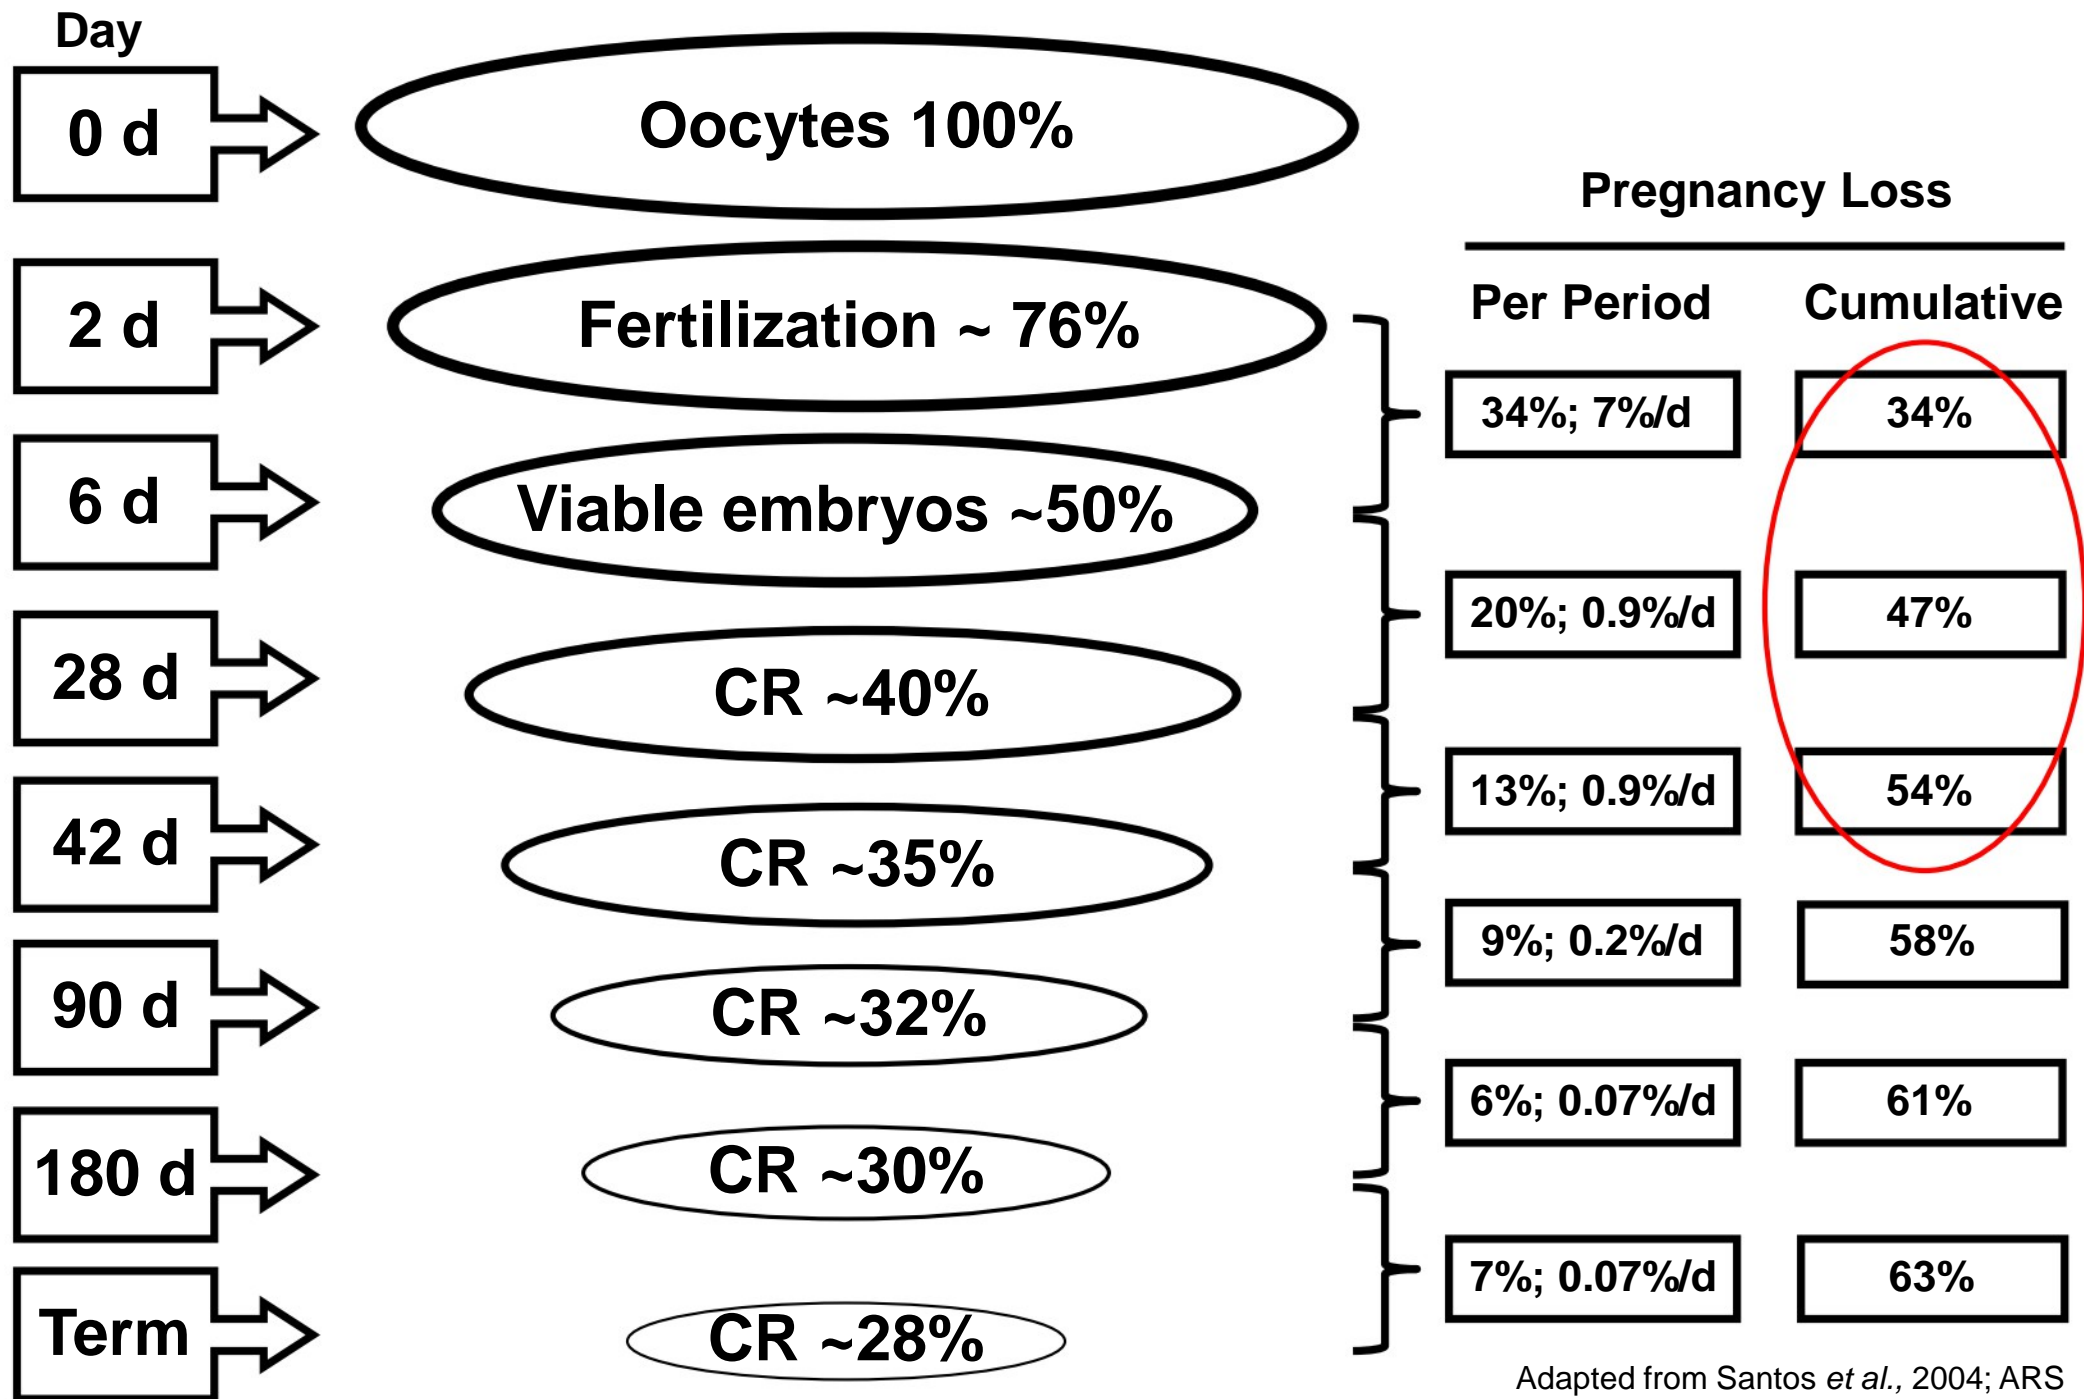 Day
0 d
Oocytes 100%
Pregnancy Loss
Per Period
Cumulative
2 d
Fertilization ~ 76%
34%; 7%/d
34%
6 d
Viable embryos ~50%
20%; 0.9%/d
47%
28 d
CR ~40%
13%; 0.9%/d
54%
42 d
CR ~35%
9%; 0.2%/d
58%
90 d
CR ~32%
6%; 0.07%/d
61%
180 d
CR ~30%
7%; 0.07%/d
63%
Term
CR ~28%
Adapted from Santos et al., 2004; ARS